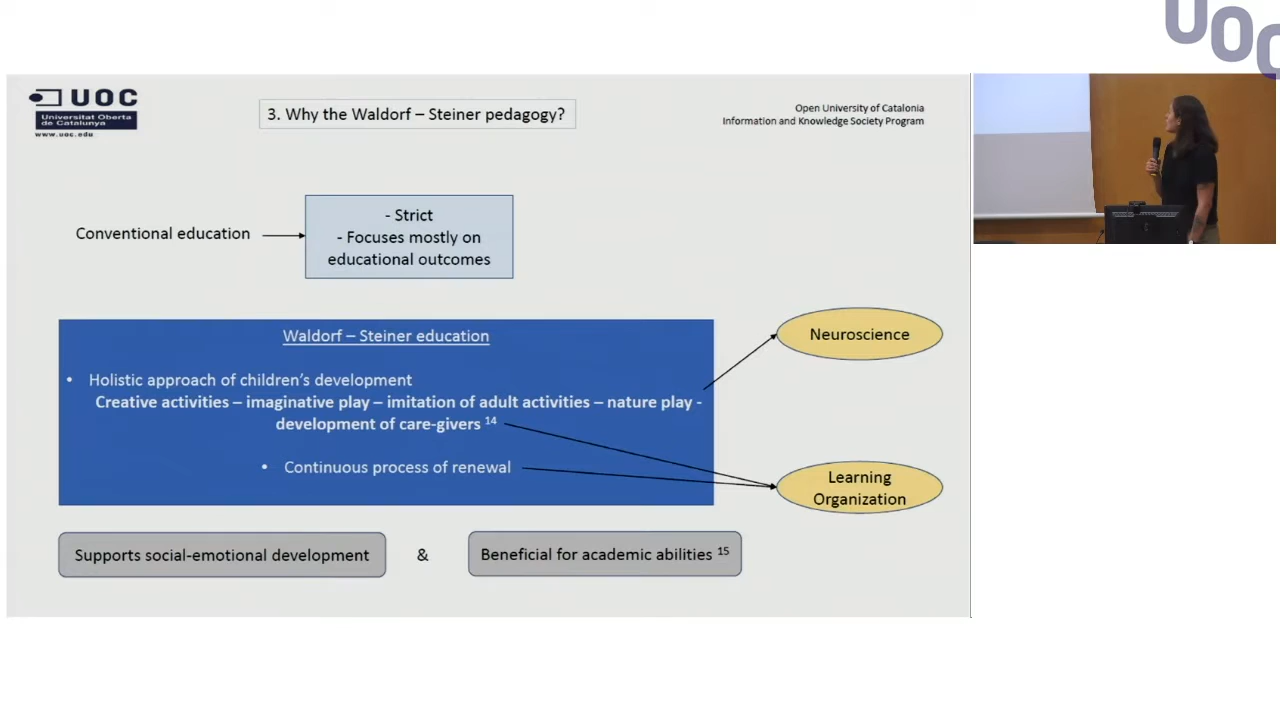 UOC
UOC
Universitat Oberta
de Catalunya
www.uoc.edu
3. Why the Waldorf – Steiner pedagogy?
Open University of Catalonia
Information and Knowledge Society Program
Conventional education
- Strict
- Focuses mostly on
educational outcomes
Waldorf – Steiner education
• Holistic approach of children’s development
Creative activities – imaginative play – imitation of adult activities – nature play -
development of care-givers 14
• Continuous process of renewal
Neuroscience
Learning
Organization
Supports social-emotional development
&
Beneficial for academic abilities 15